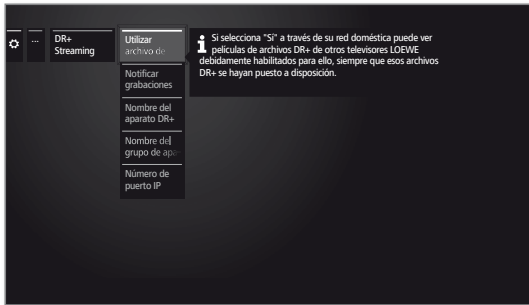 ...
DR+
Streaming
Utilizar
archivo de
Notificar
grabaciones
Nombre del
aparato DR+
Nombre del
grupo de apa
Número de
puerto IP
Si selecciona "Sí" a través de su red doméstica puede ver
películas de archivos DR+ de otros televisores LOEWE
debidamente habilitados para ello, siempre que esos archivos
DR+ se hayan puesto a disposición.